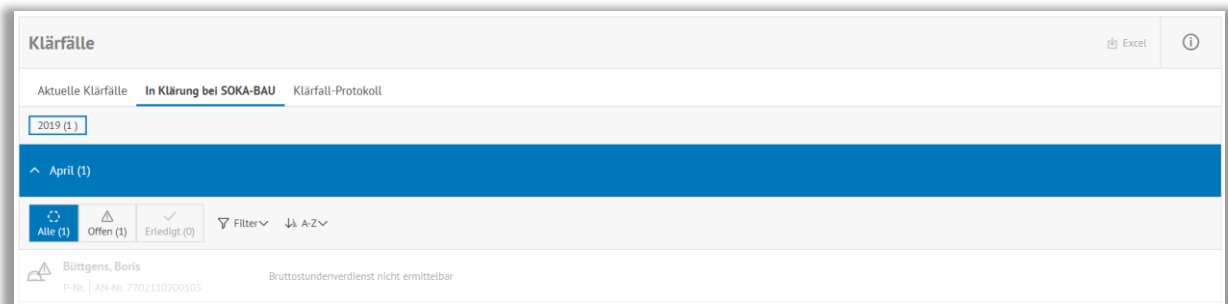 Klärfälle
Excel
Aktuelle Klärfälle In Klärung bei SOKA-BAU Klärfall-Protokoll
2019 (1 )
April (1)
Alle (1) Offen (1) Erledigt (0) Filter A-Z
Büttgens, Boris
Bruttostundenverdienst nicht ermittelbar
P-Nr. | AN-Nr. 7702110200105